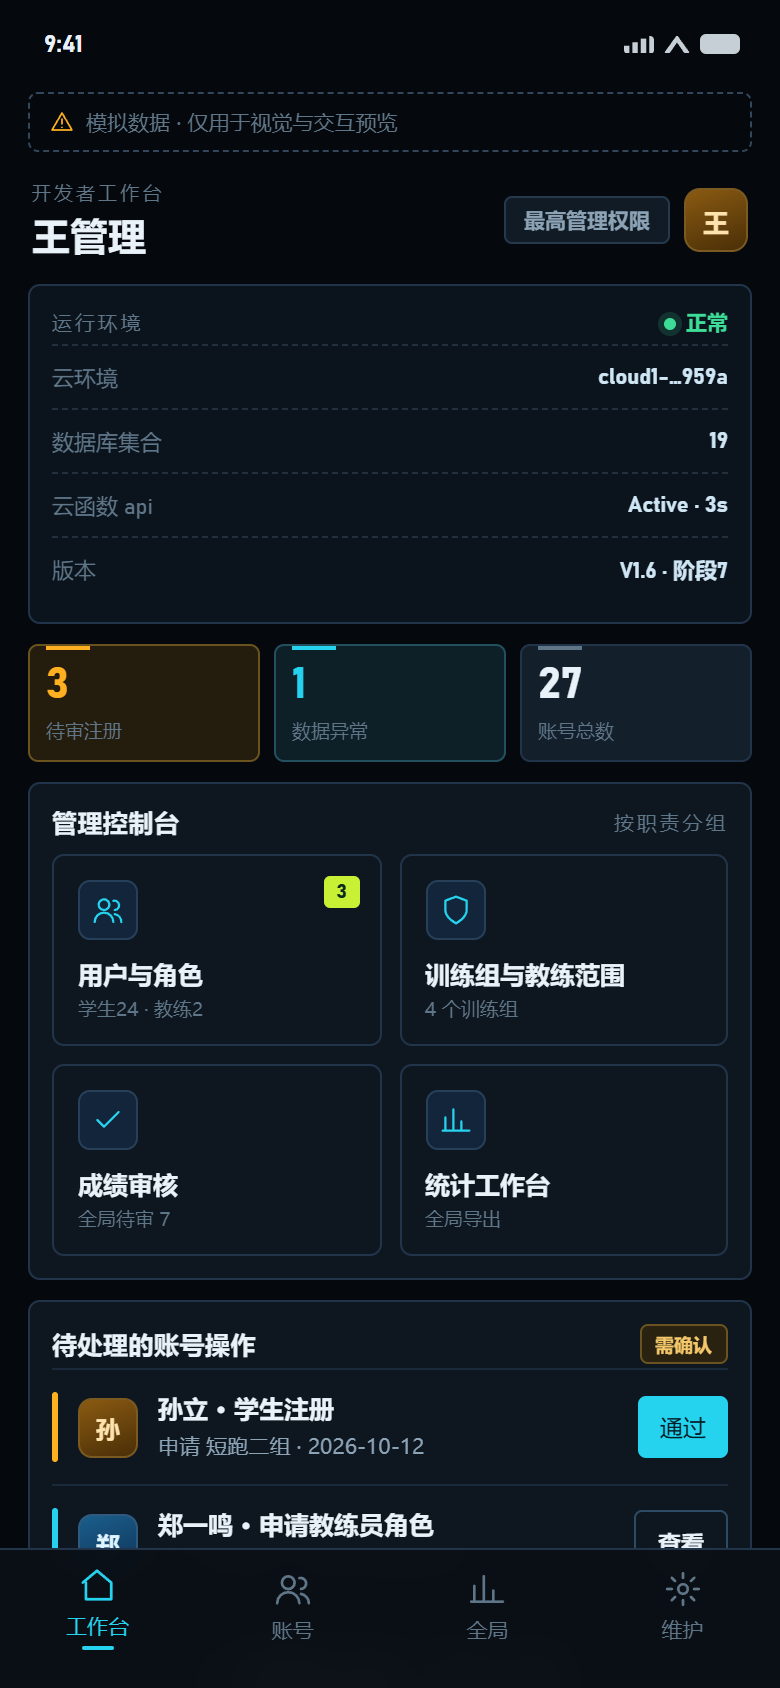 9:41
模拟数据 · 仅用于视觉与交互预览
开发者工作台
王管理
最高管理权限
王
运行环境
正常
云环境
cloud1-…959a
数据库集合
19
云函数 api
Active · 3s
版本
V1.6 · 阶段7
3
待审注册
1
数据异常
27
账号总数
管理控制台
按职责分组
3
用户与角色
学生24 · 教练2
训练组与教练范围
4 个训练组
成绩审核
全局待审 7
统计工作台
全局导出
待处理的账号操作
需确认
孙
孙立 · 学生注册
申请 短跑二组 · 2026-10-12
通过
郑
郑一鸣 · 申请教练员角色
查看
工作台
账号
全局
维护